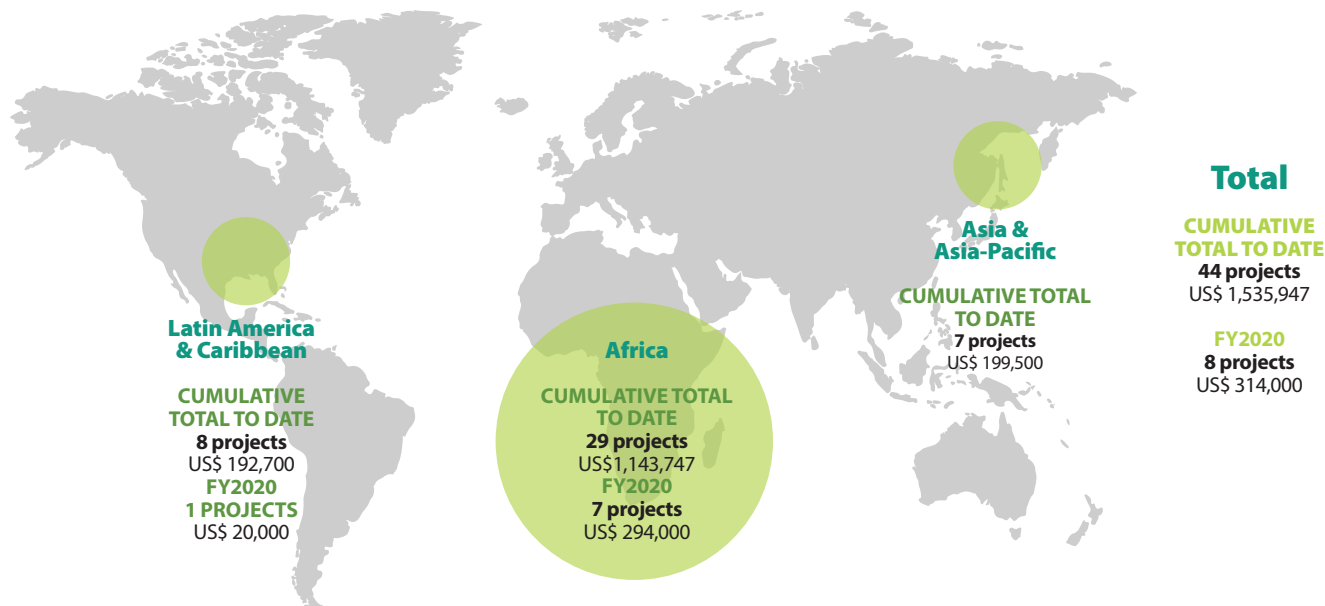 Latin America
& Caribbean
CUMULATIVE
TOTAL TO DATE
8 projects
US$ 192,700
FY2020
1 PROJECTS
US$ 20,000
Africa
CUMULATIVE TOTAL
TO DATE
29 projects
US$1,143,747
FY2020
7 projects
US$ 294,000
Asia &
Asia-Pacific
CUMULATIVE TOTAL
TO DATE
7 projects
US$ 199,500
Total
CUMULATIVE
TOTAL TO DATE
44 projects
US$ 1,535,947
FY2020
8 projects
US$ 314,000